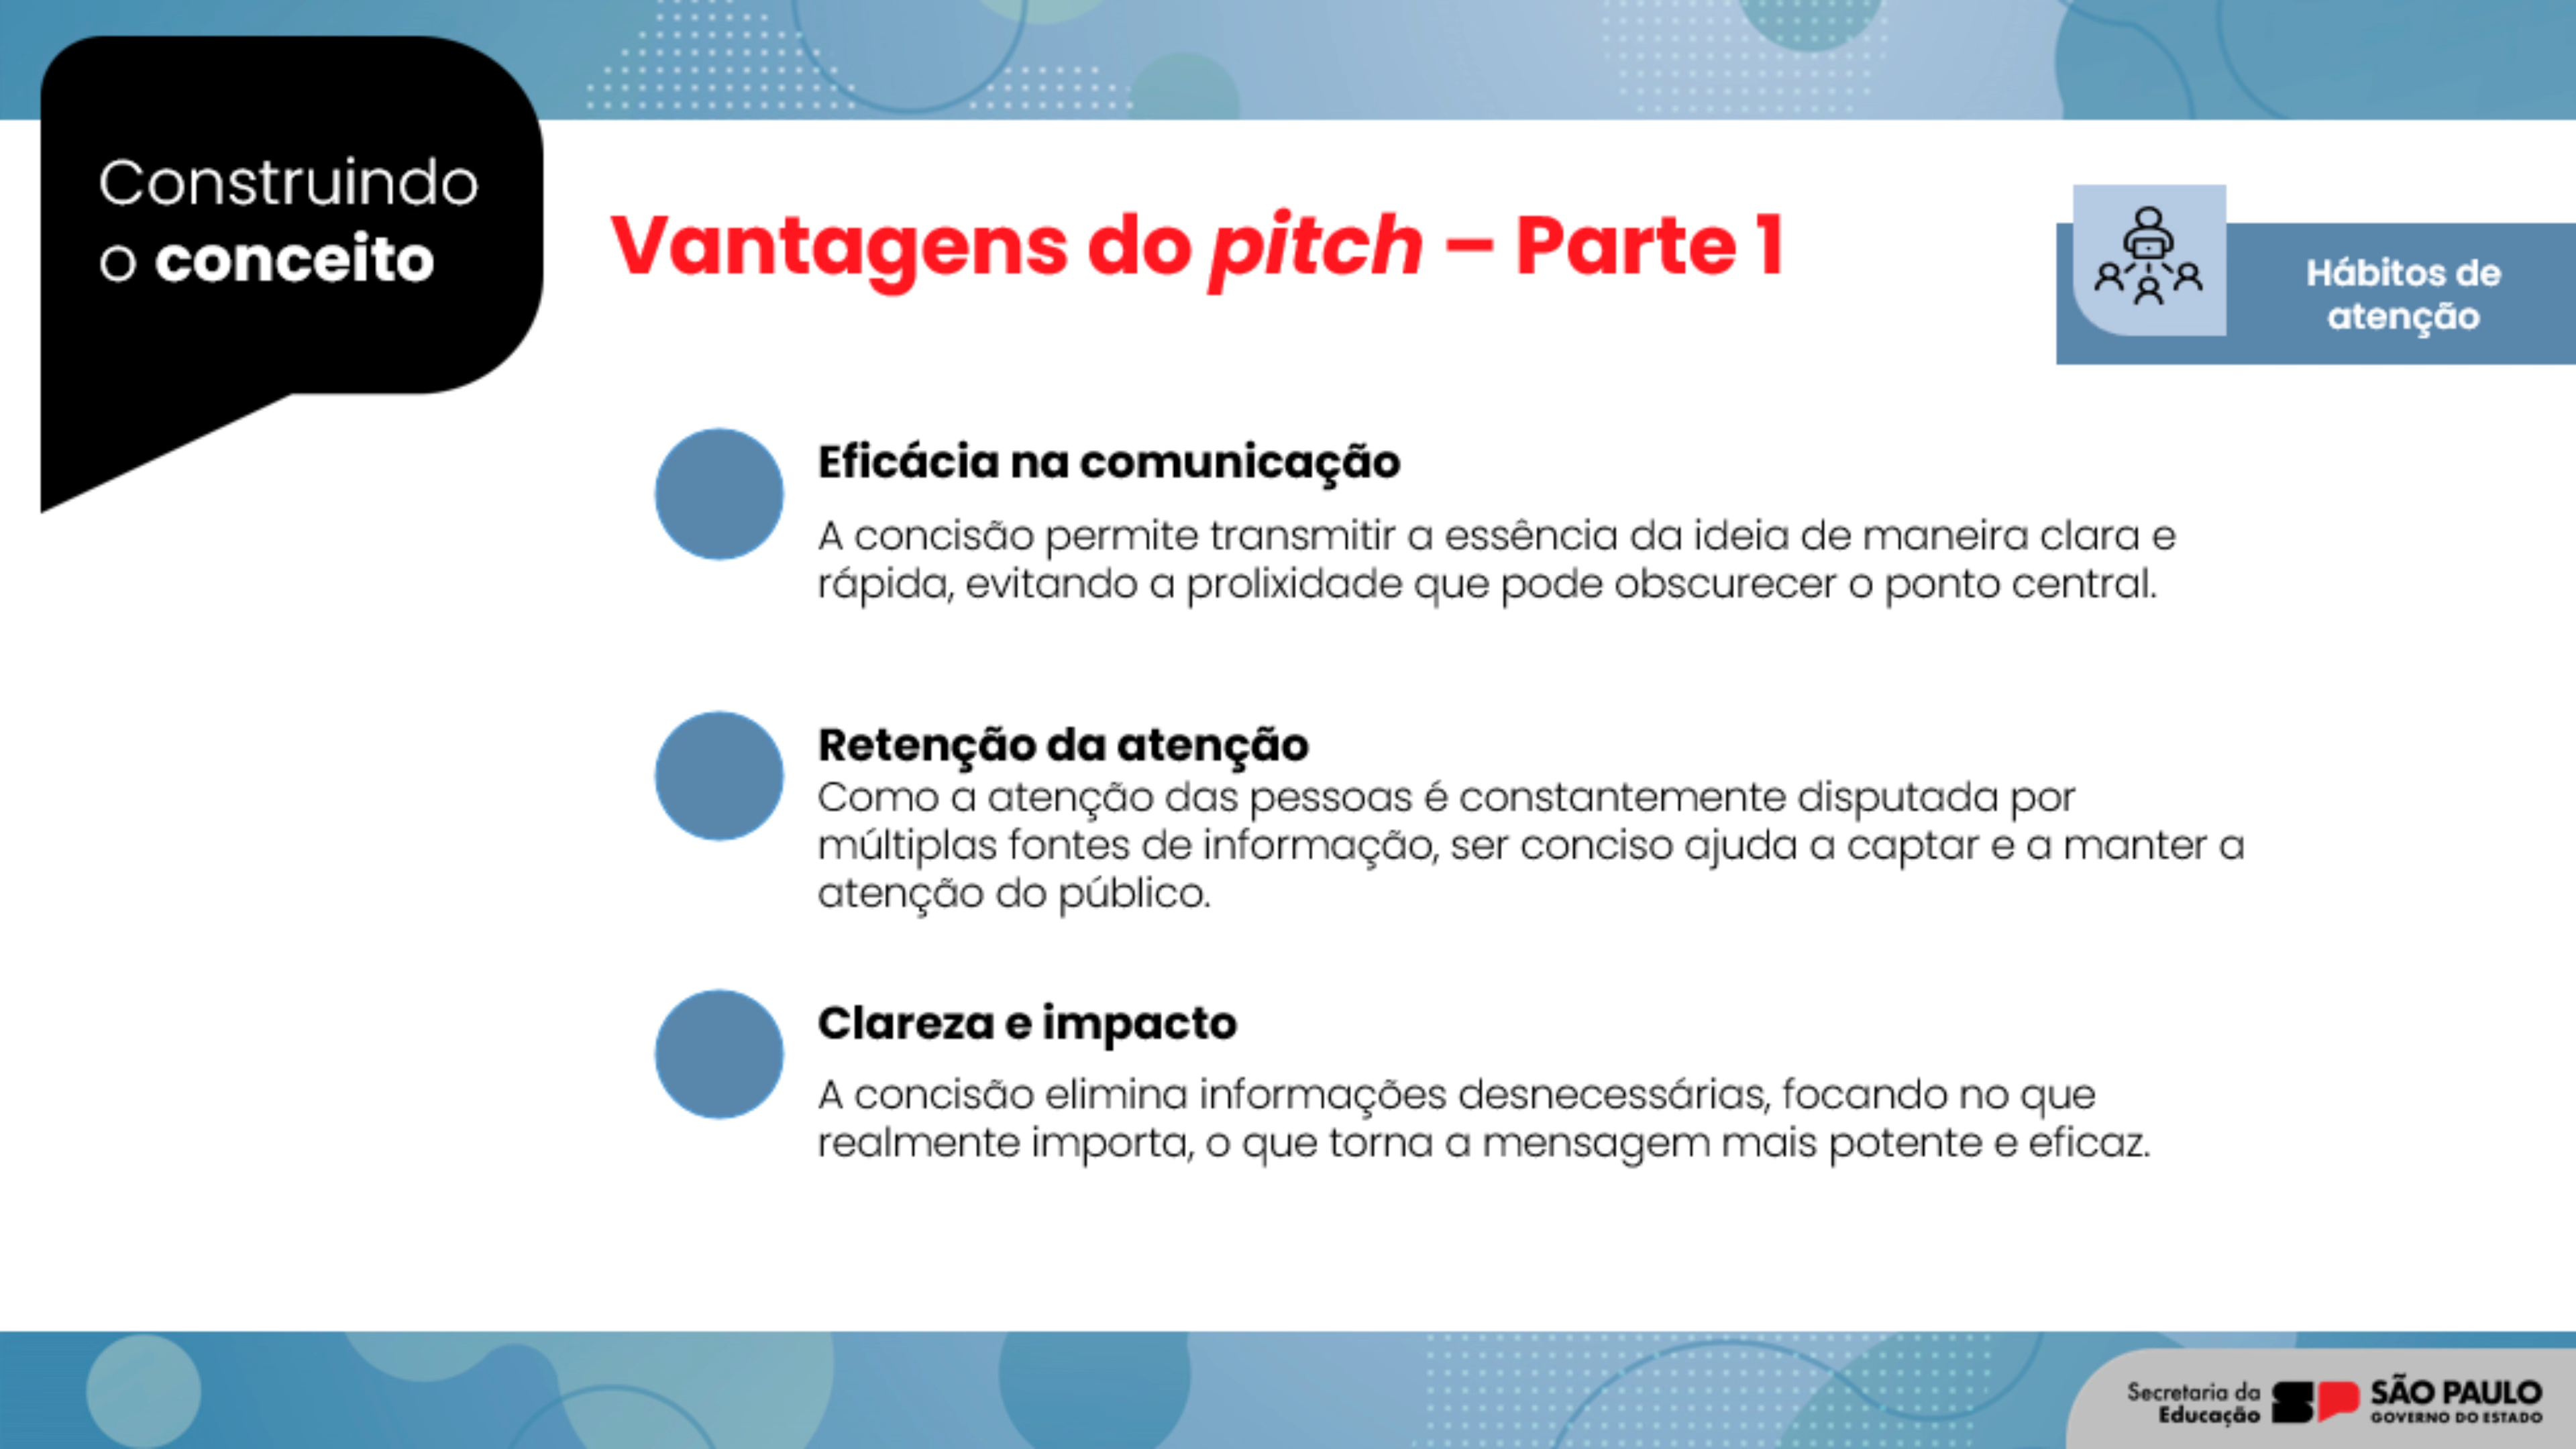 Construindo
o conceito
Vantagens do pitch – Parte 1
Hábitos de
atenção
Eficácia na comunicação
A concisão permite transmitir a essência da ideia de maneira clara e
rápida, evitando a prolixidade que pode obscurecer o ponto central.
Retenção da atenção
Como a atenção das pessoas é constantemente disputada por
múltiplas fontes de informação, ser conciso ajuda a captar e a manter a
atenção do público.
Clareza e impacto
A concisão elimina informações desnecessárias, focando no que
realmente importa, o que torna a mensagem mais potente e eficaz.
Secretaria da
Educação
SP
SÃO PAULO
GOVERNO DO ESTADO